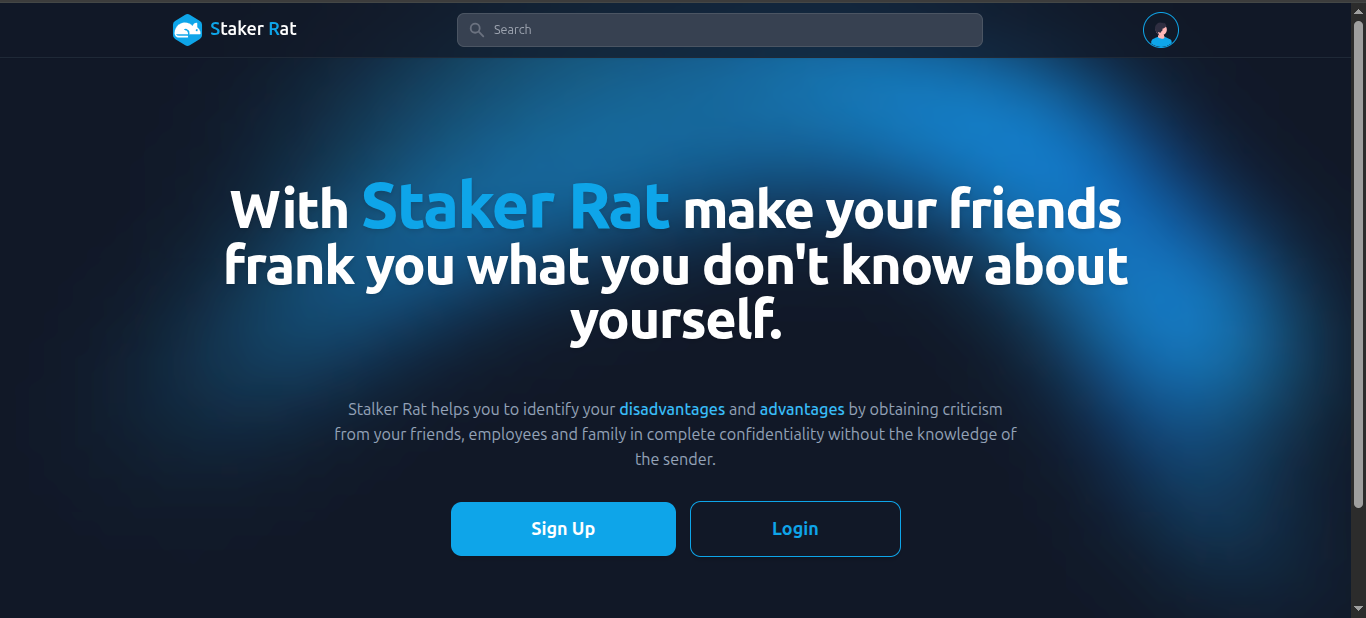 Staker Rat
Search
With Staker Rat make your friends
frank you what you don't know about
yourself.
Stalker Rat helps you to identify your disadvantages and advantages by obtaining criticism
from your friends, employees and family in complete confidentiality without the knowledge of
the sender.
Sign Up
Login